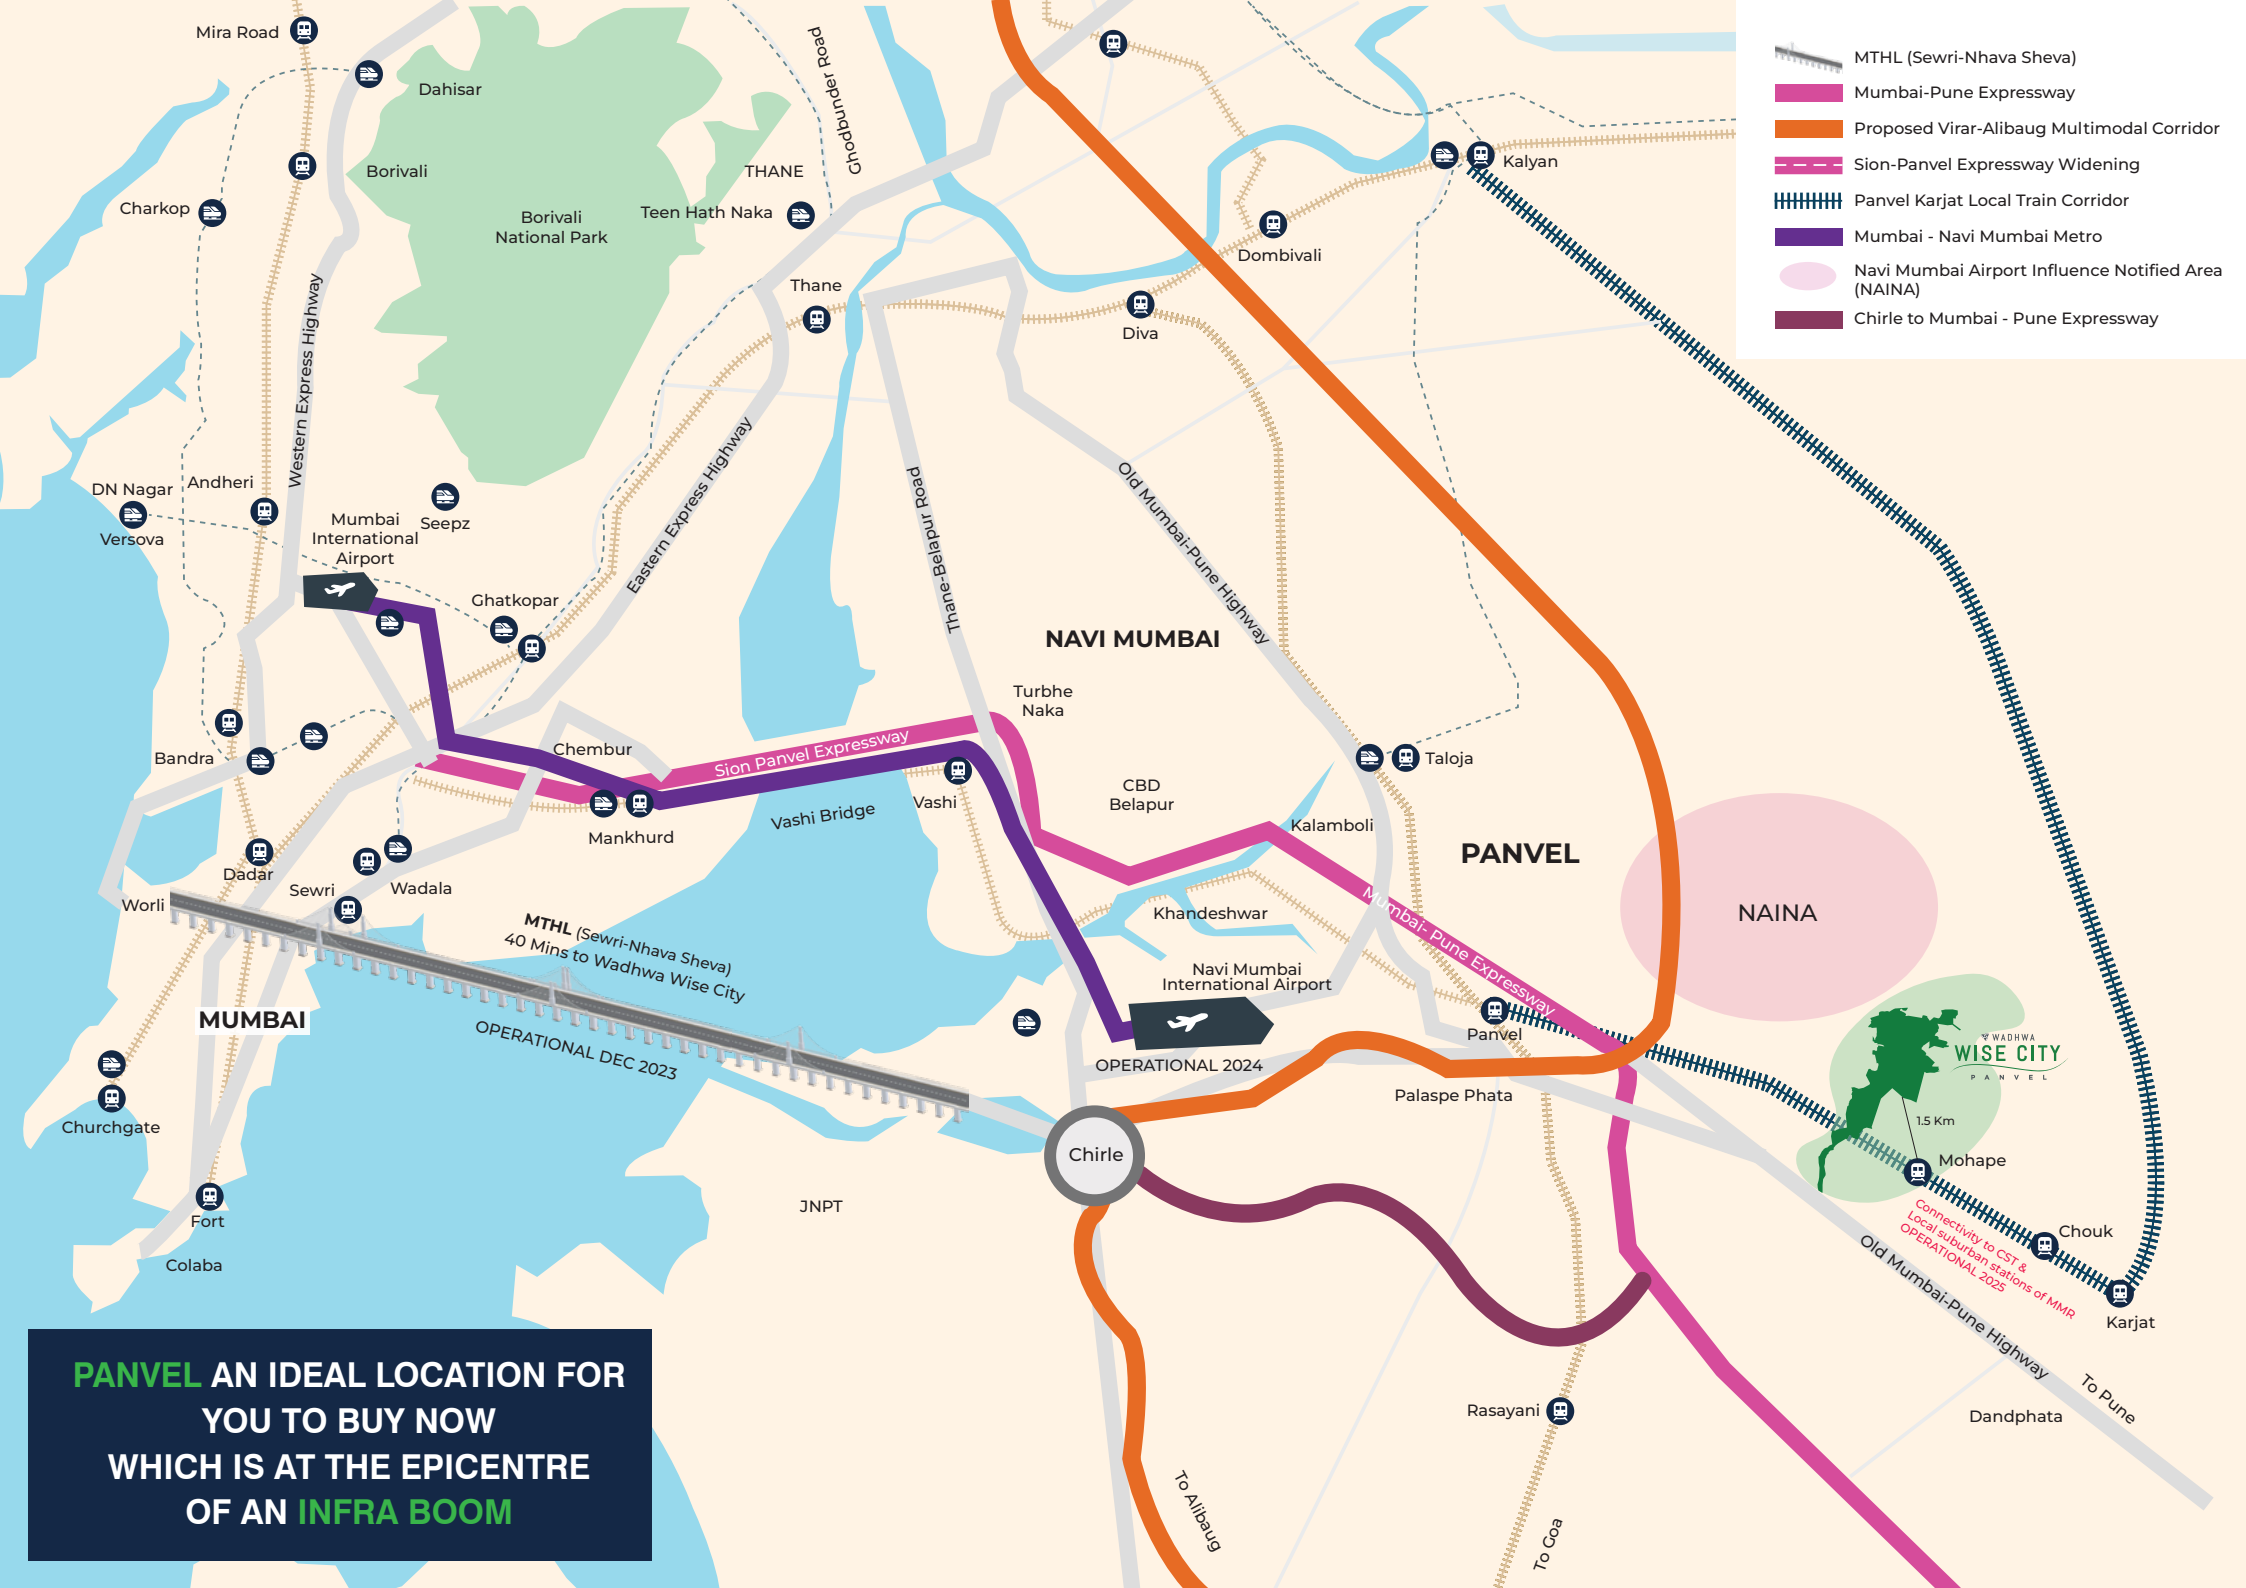 Mira Road
Dahisar
Borivali
Charkop
Borivali
National Park
THANE
Teen Hath Naka
Ghodbunder Road
Thane
Kalyan
Dombivali
Diva
MTHL (Sewri-Nhava Sheva)
Mumbai-Pune Expressway
Proposed Virar-Alibaug Multimodal Corridor
Sion-Panvel Expressway Widening
Panvel Karjat Local Train Corridor
Mumbai - Navi Mumbai Metro
Navi Mumbai Airport Influence Notified Area
(NAINA)
Chirle to Mumbai - Pune Expressway
Western Express Highway
Eastern Express Highway
Thane-Belapur Road
Old Mumbai-Pune Highway
DN Nagar
Versova
Andheri
Mumbai
International
Airport
Seepz
Ghatkopar
NAVI MUMBAI
Turbhe
Naka
Chembur
Sion Panvel Expressway
Bandra
Mankhurd
Vashi Bridge
Vashi
CBD
Belapur
Kalamboli
Taloja
PANVEL
NAINA
Dadar
Sewri
Wadala
Worli
MTHL (Sewri-Nhava Sheva)
40 Mins to Wadhwa Wise City
OPERATIONAL DEC 2023
Khandeshwar
Mumbai- Pune Expressway
Navi Mumbai
International Airport
OPERATIONAL 2024
Panvel
Palaspe Phata
MUMBAI
Churchgate
Fort
Colaba
JNPT
Chirle
WADHWA
WISE CITY
PANVEL
1.5 Km
Mohape
Chouk
Karjat
Connectivity to CST &
Local suburban stations of MMR
OPERATIONAL 2025
Old Mumbai-Pune Highway
To Pune
Dandphata
Rasayani
To Alibaug
To Goa
PANVEL AN IDEAL LOCATION FOR
YOU TO BUY NOW
WHICH IS AT THE EPICENTRE
OF AN INFRA BOOM